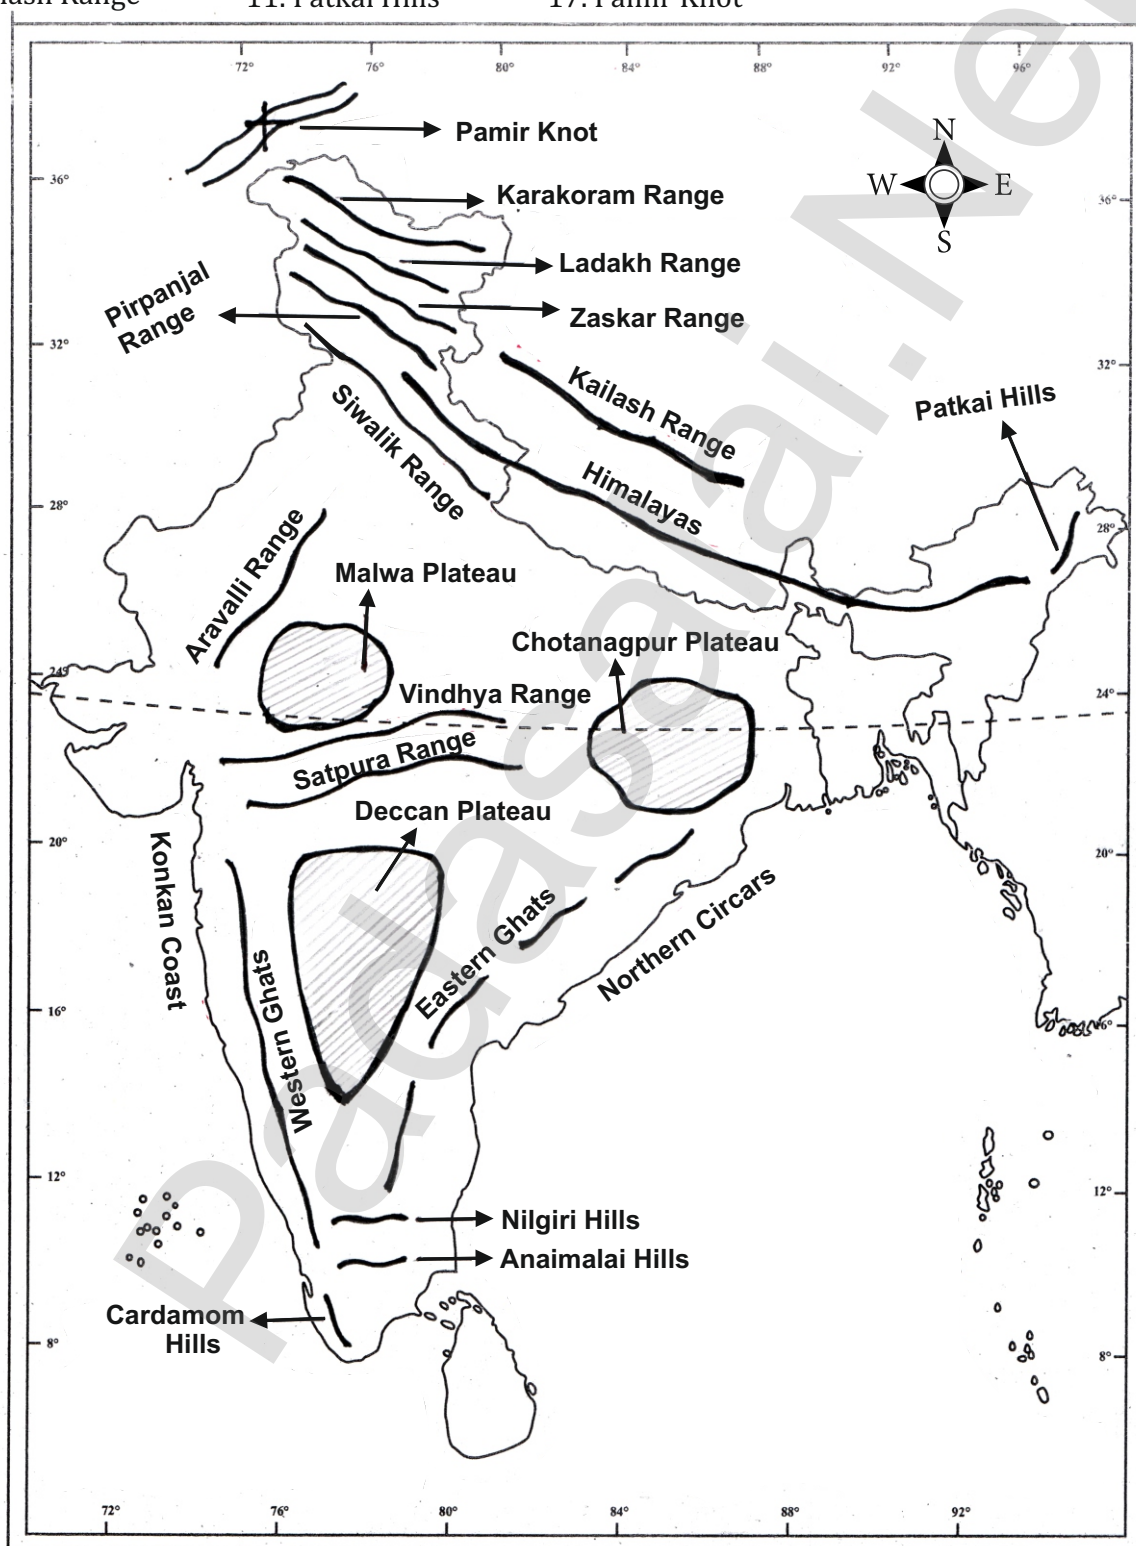 ash Range 11. Patkai Hills 17. Pamir Knot
72° 76° 80° 84° 88° 92° 96°
N
W E
S
Pamir Knot
36°
Karakoram Range
36°
Ladakh Range
Pirpanjal
Range
Zaskar Range
32°
32°
Kailash Range
Patkai Hills
Siwalik Range
Himalayas
28°
28°
Aravalli Range
Malwa Plateau
Chotanagpur Plateau
24°
24°
Vindhya Range
Satpura Range
Deccan Plateau
20°
20°
Konkan Coast
Western Ghats
Eastern Ghats
Northern Circars
16°
16°
12°
12°
Nilgiri Hills
Anaimalai Hills
Cardamom
Hills
8°
8°
72° 76° 80° 84° 88° 92°